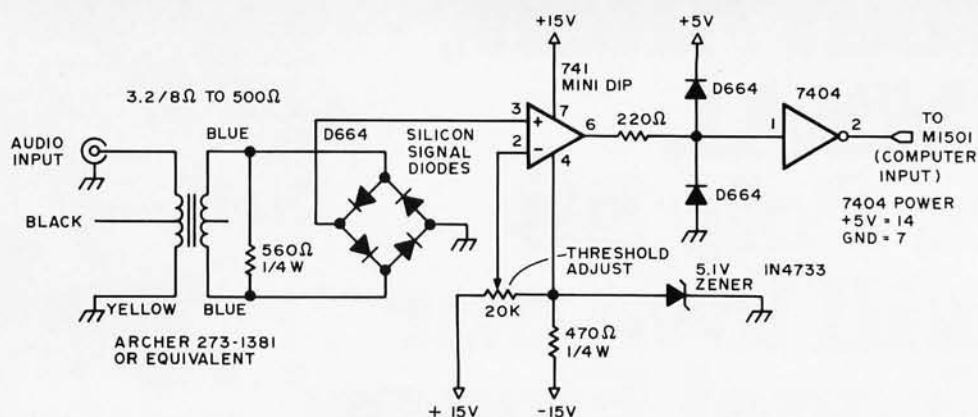 +15V
+5V
741
MINI DIP
D664
7404
3.2/8Ω TO 500Ω
3
7
2
6
4
220Ω
1
2
TO
M1501
(COMPUTER
INPUT)
AUDIO
INPUT
BLUE
D664
SILICON
SIGNAL
DIODES
D664
7404 POWER
+5V = 14
GND = 7
BLACK
560Ω
1/4 W
THRESHOLD
ADJUST
5.1V
ZENER
IN4733
YELLOW
BLUE
20K
ARCHER 273-1381
OR EQUIVALENT
470Ω
1/4 W
+ 15V
-15V